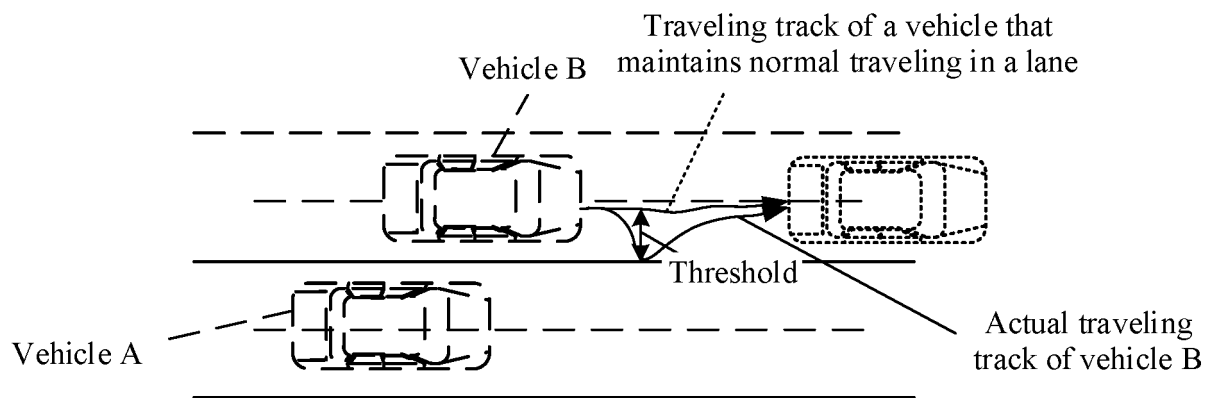 Traveling track of a vehicle that
maintains normal traveling in a lane
Vehicle B
Threshold
Vehicle A
Actual traveling
track of vehicle B